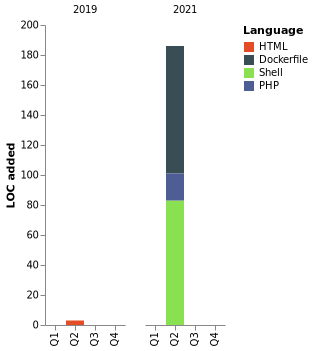 2019
2021
Language
HTML
Dockerfile
Shell
PHP
LOC added
200
180
160
140
120
100
80
60
40
20
0
Q1 Q2 Q3 Q4
Q1 Q2 Q3 Q4